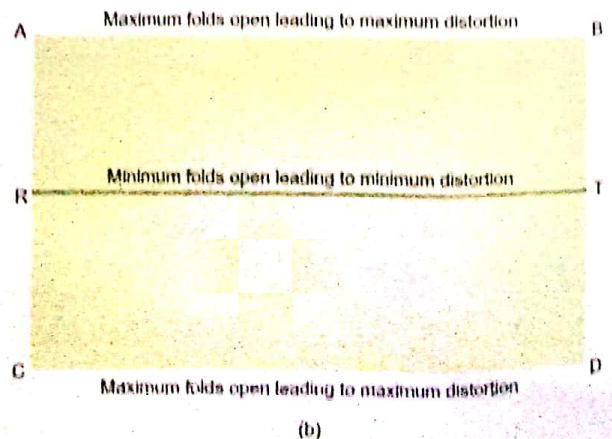 Maximum folds open leading to maximum distortion
A B
Minimum folds open leading to minimum distortion
R T
C D
Maximum folds open leading to maximum distortion
(b)